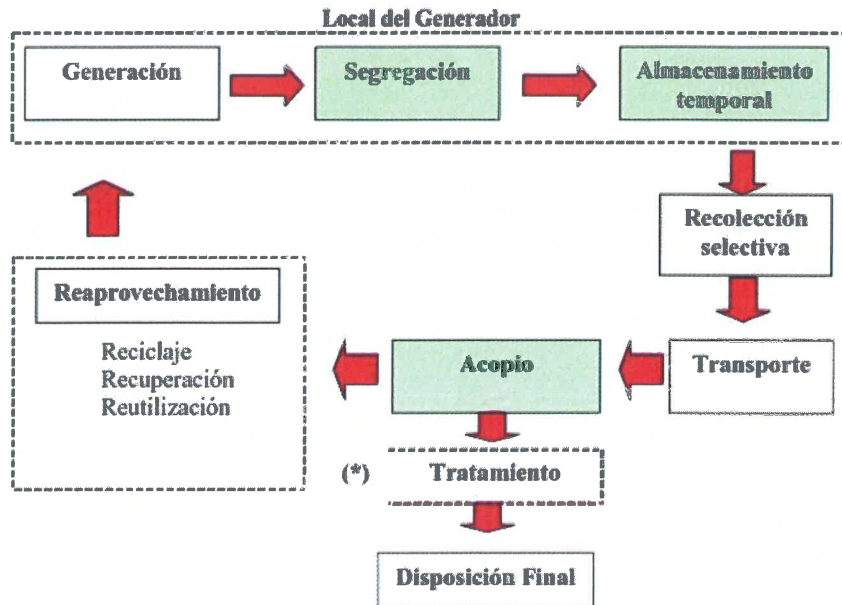 Local del Generador
Generación
Segregación
Almacenamiento
temporal
Recolección
selectiva
Reaprovechamiento
Reciclaje
Recuperación
Reutilización
Acopio
Transporte
(*)
Tratamiento
Disposición Final